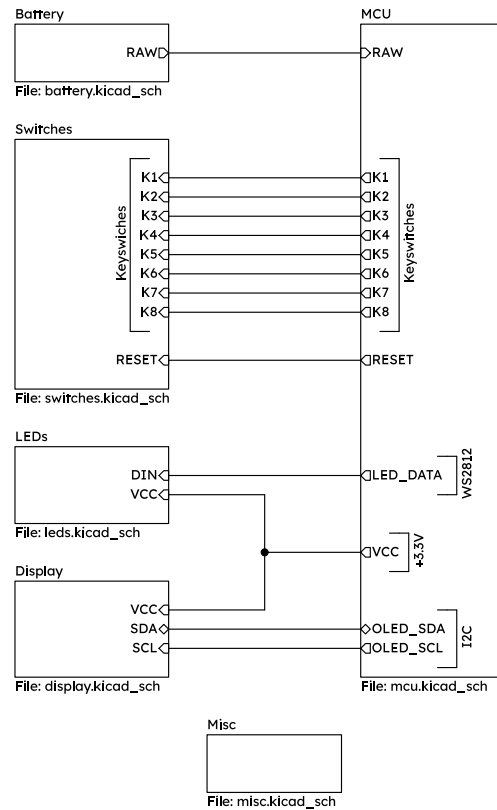 Battery
RAW
File: battery.kicad_sch
MCU
RAW
Switches
Keyswiches
K1
K2
K3
K4
K5
K6
K7
K8
RESET
File: switches.kicad_sch
K1
K2
K3
K4
K5
K6
K7
K8
Keyswitches
RESET
LEDs
DIN
VCC
File: leds.kicad_sch
LED_DATA
WS2812
VCC
+3.3V
Display
VCC
SDA
SCL
File: display.kicad_sch
OLED_SDA
OLED_SCL
I2C
File: mcu.kicad_sch
Misc
File: misc.kicad_sch